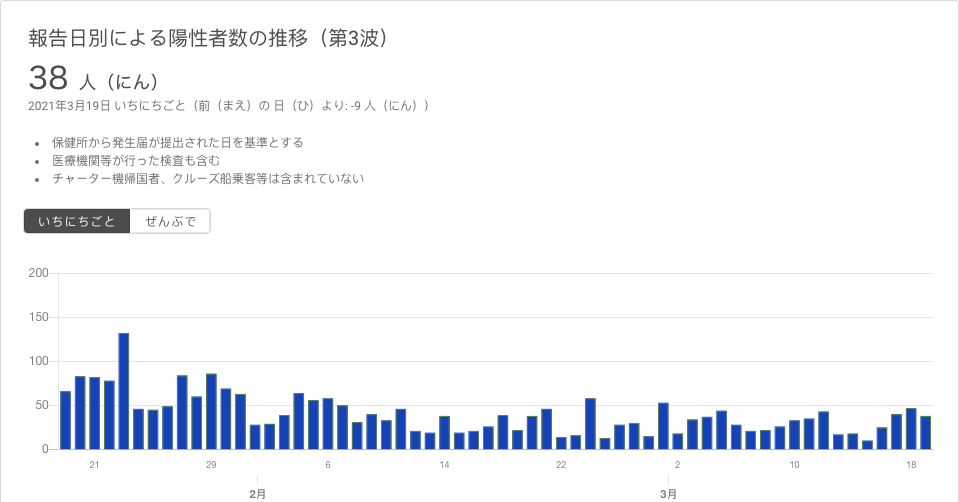 報告日別による陽性者数の推移（第3波）
38 人（にん）
2021年3月19日 いちにちごと（前（まえ）の 日（ひ）より: -9 人（にん））
保健所から発生届が提出された日を基準とする
医療機関等が行った検査も含む
チャーター機帰国者、クルーズ船乗客等は含まれていない
いちにちごと ぜんぶで
200
150
100
50
0
21 29 6 14 22 2 10 18
2月 3月